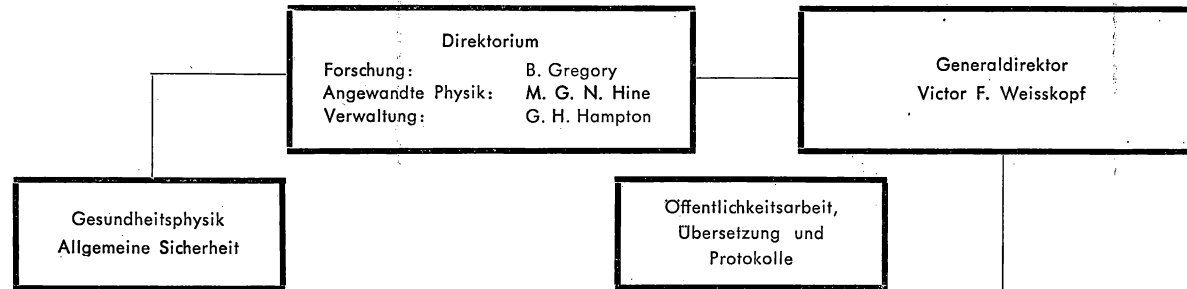 Direktorium
Forschung: B. Gregory
Angewandte Physik: M. G. N. Hine
Verwaltung: G. H. Hampton
Generaldirektor
Victor F. Weisskopf
Gesundheitsphysik
Allgemeine Sicherheit
Öffentlichkeitsarbeit,
Übersetzung und
Protokolle